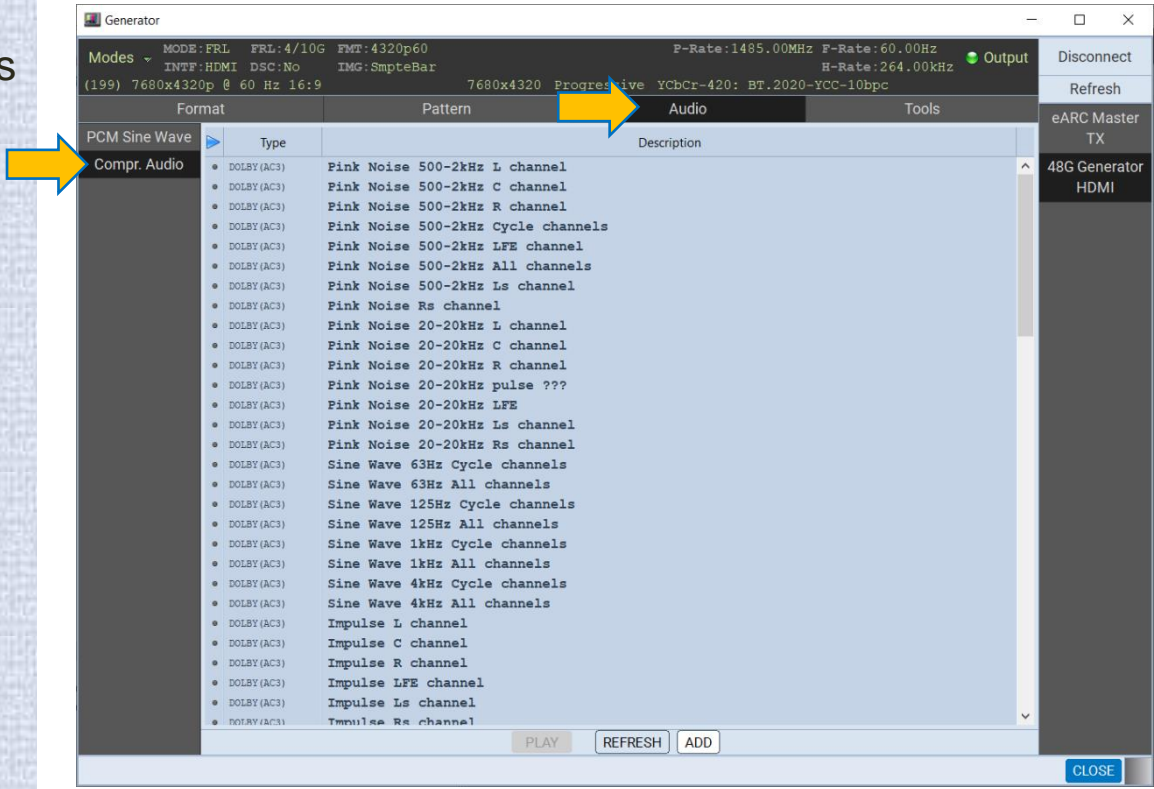 s
Generator
Modes MODE:FRL FRL:4/10G FMT:4320p60 P-Rate:1485.00MHz F-Rate:60.00Hz Output
INTF:HDMI DSC:No IMG:SmpteBar H-Rate:264.00kHz
(199) 7680x4320p @ 60 Hz 16:9 7680x4320 Progressive YCbCr-420: BT.2020-YCC-10bpc
Disconnect
Refresh
Format Pattern Audio Tools
eARC Master
TX
48G Generator
HDMI
PCM Sine Wave
Compr. Audio
Type Description
DOLBY(AC3) Pink Noise 500-2kHz L channel
DOLBY(AC3) Pink Noise 500-2kHz C channel
DOLBY(AC3) Pink Noise 500-2kHz R channel
DOLBY(AC3) Pink Noise 500-2kHz Cycle channels
DOLBY(AC3) Pink Noise 500-2kHz LFE channel
DOLBY(AC3) Pink Noise 500-2kHz All channels
DOLBY(AC3) Pink Noise 500-2kHz Ls channel
DOLBY(AC3) Pink Noise Rs channel
DOLBY(AC3) Pink Noise 20-20kHz L channel
DOLBY(AC3) Pink Noise 20-20kHz C channel
DOLBY(AC3) Pink Noise 20-20kHz R channel
DOLBY(AC3) Pink Noise 20-20kHz pulse ???
DOLBY(AC3) Pink Noise 20-20kHz LFE
DOLBY(AC3) Pink Noise 20-20kHz Ls channel
DOLBY(AC3) Pink Noise 20-20kHz Rs channel
DOLBY(AC3) Sine Wave 63Hz Cycle channels
DOLBY(AC3) Sine Wave 63Hz All channels
DOLBY(AC3) Sine Wave 125Hz Cycle channels
DOLBY(AC3) Sine Wave 125Hz All channels
DOLBY(AC3) Sine Wave 1kHz Cycle channels
DOLBY(AC3) Sine Wave 1kHz All channels
DOLBY(AC3) Sine Wave 4kHz Cycle channels
DOLBY(AC3) Sine Wave 4kHz All channels
DOLBY(AC3) Impulse L channel
DOLBY(AC3) Impulse C channel
DOLBY(AC3) Impulse R channel
DOLBY(AC3) Impulse LFE channel
DOLBY(AC3) Impulse Ls channel
DOLBY(AC3) Impulse Rs channel
PLAY REFRESH ADD
CLOSE